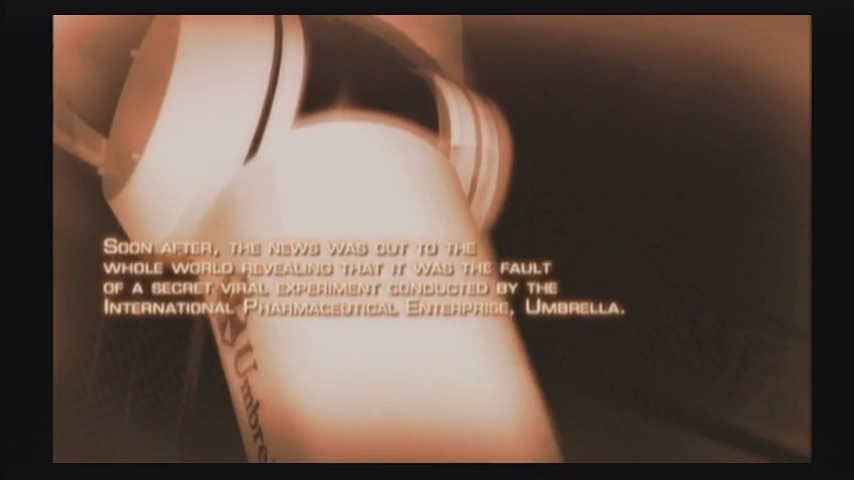 Soon after, the news was out to the
whole world revealing that it was the fault
of a secret viral experiment conducted by the
International Pharmaceutical Enterprise, Umbrella.
Umbre